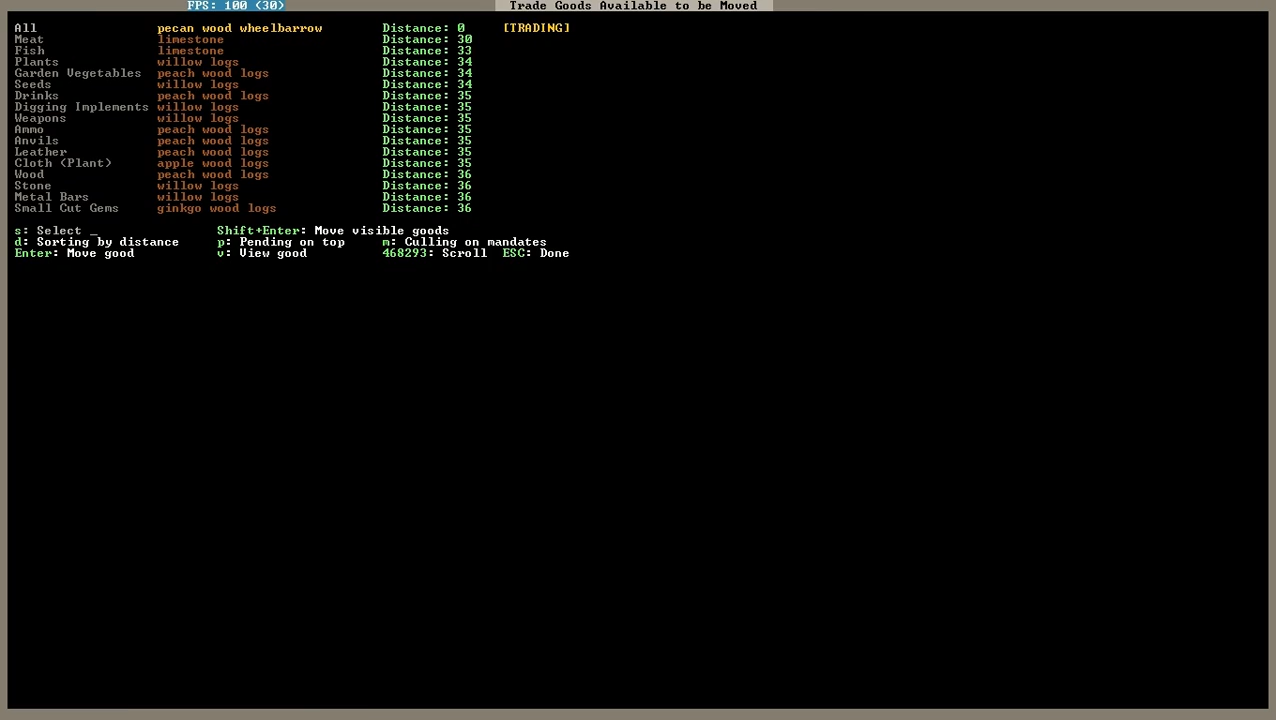 FPS: 100 (30) Trade Goods Available to be Moved
All pecan wood wheelbarrow Distance: 0 [TRADING]
Meat limestone Distance: 30
Fish limestone Distance: 33
Plants willow logs Distance: 34
Garden Vegetables peach wood logs Distance: 34
Seeds willow logs Distance: 34
Drinks peach wood logs Distance: 35
Digging Implements willow logs Distance: 35
Weapons willow logs Distance: 35
Ammo peach wood logs Distance: 35
Anvils peach wood logs Distance: 35
Leather peach wood logs Distance: 35
Cloth (Plant) apple wood logs Distance: 35
Wood peach wood logs Distance: 36
Stone willow logs Distance: 36
Metal Bars willow logs Distance: 36
Small Cut Gems ginkgo wood logs Distance: 36
s: Select _ Shift+Enter: Move visible goods
d: Sorting by distance p: Pending on top m: Culling on mandates
Enter: Move good v: View good 468293: Scroll ESC: Done